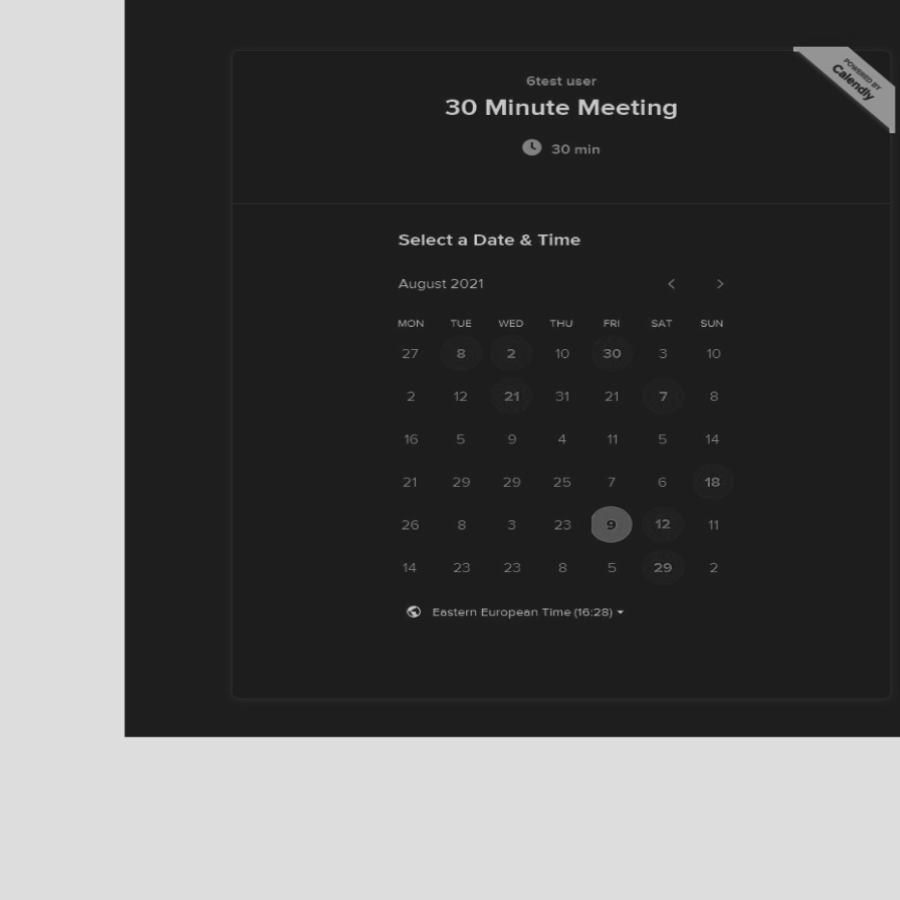 POWERED BY
Calendly
6test user
30 Minute Meeting
30 min
Select a Date & Time
August 2021
MON TUE WED THU FRI SAT SUN
27 8 2 10 30 3 10
2 12 21 31 21 7 8
16 5 9 4 11 5 14
21 29 29 25 7 6 18
26 8 3 23 9 12 11
14 23 23 8 5 29 2
Eastern European Time (16:28)